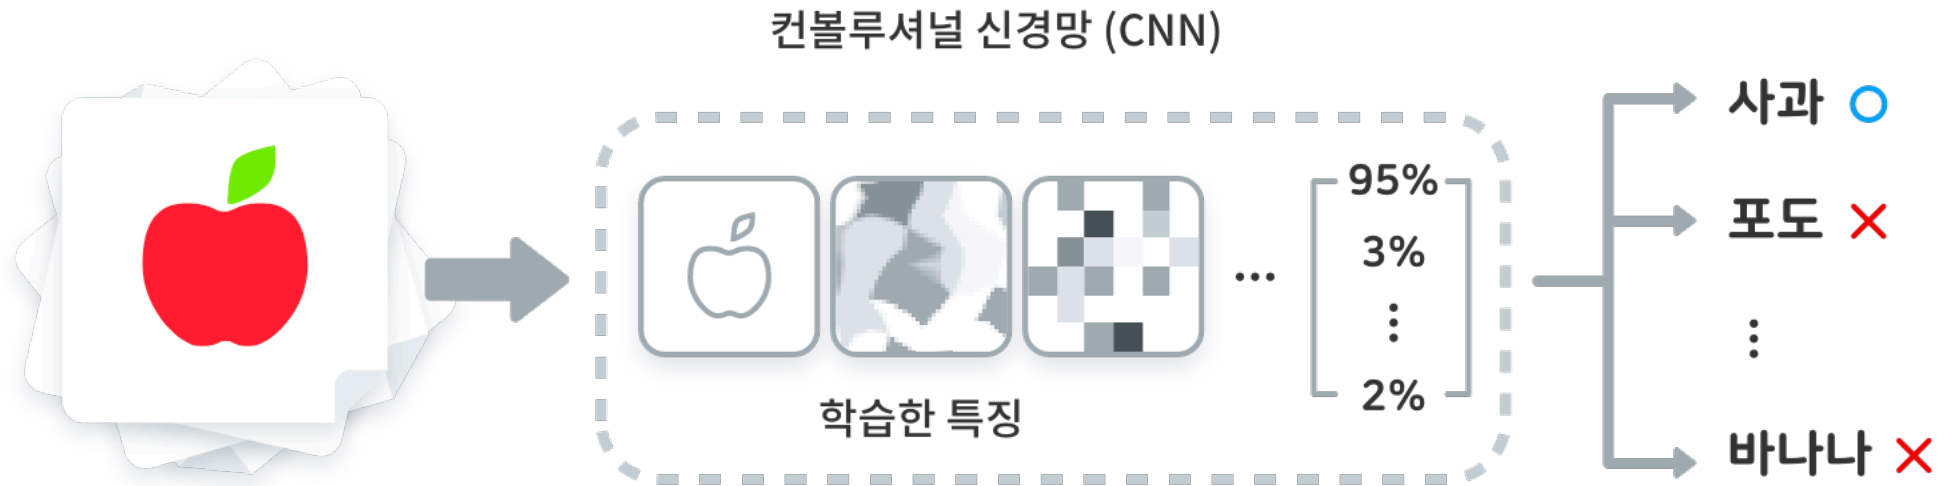 컨볼루셔널 신경망 (CNN)
학습한 특징
...
95%
3%
⋮
2%
사과
포도
⋮
바나나